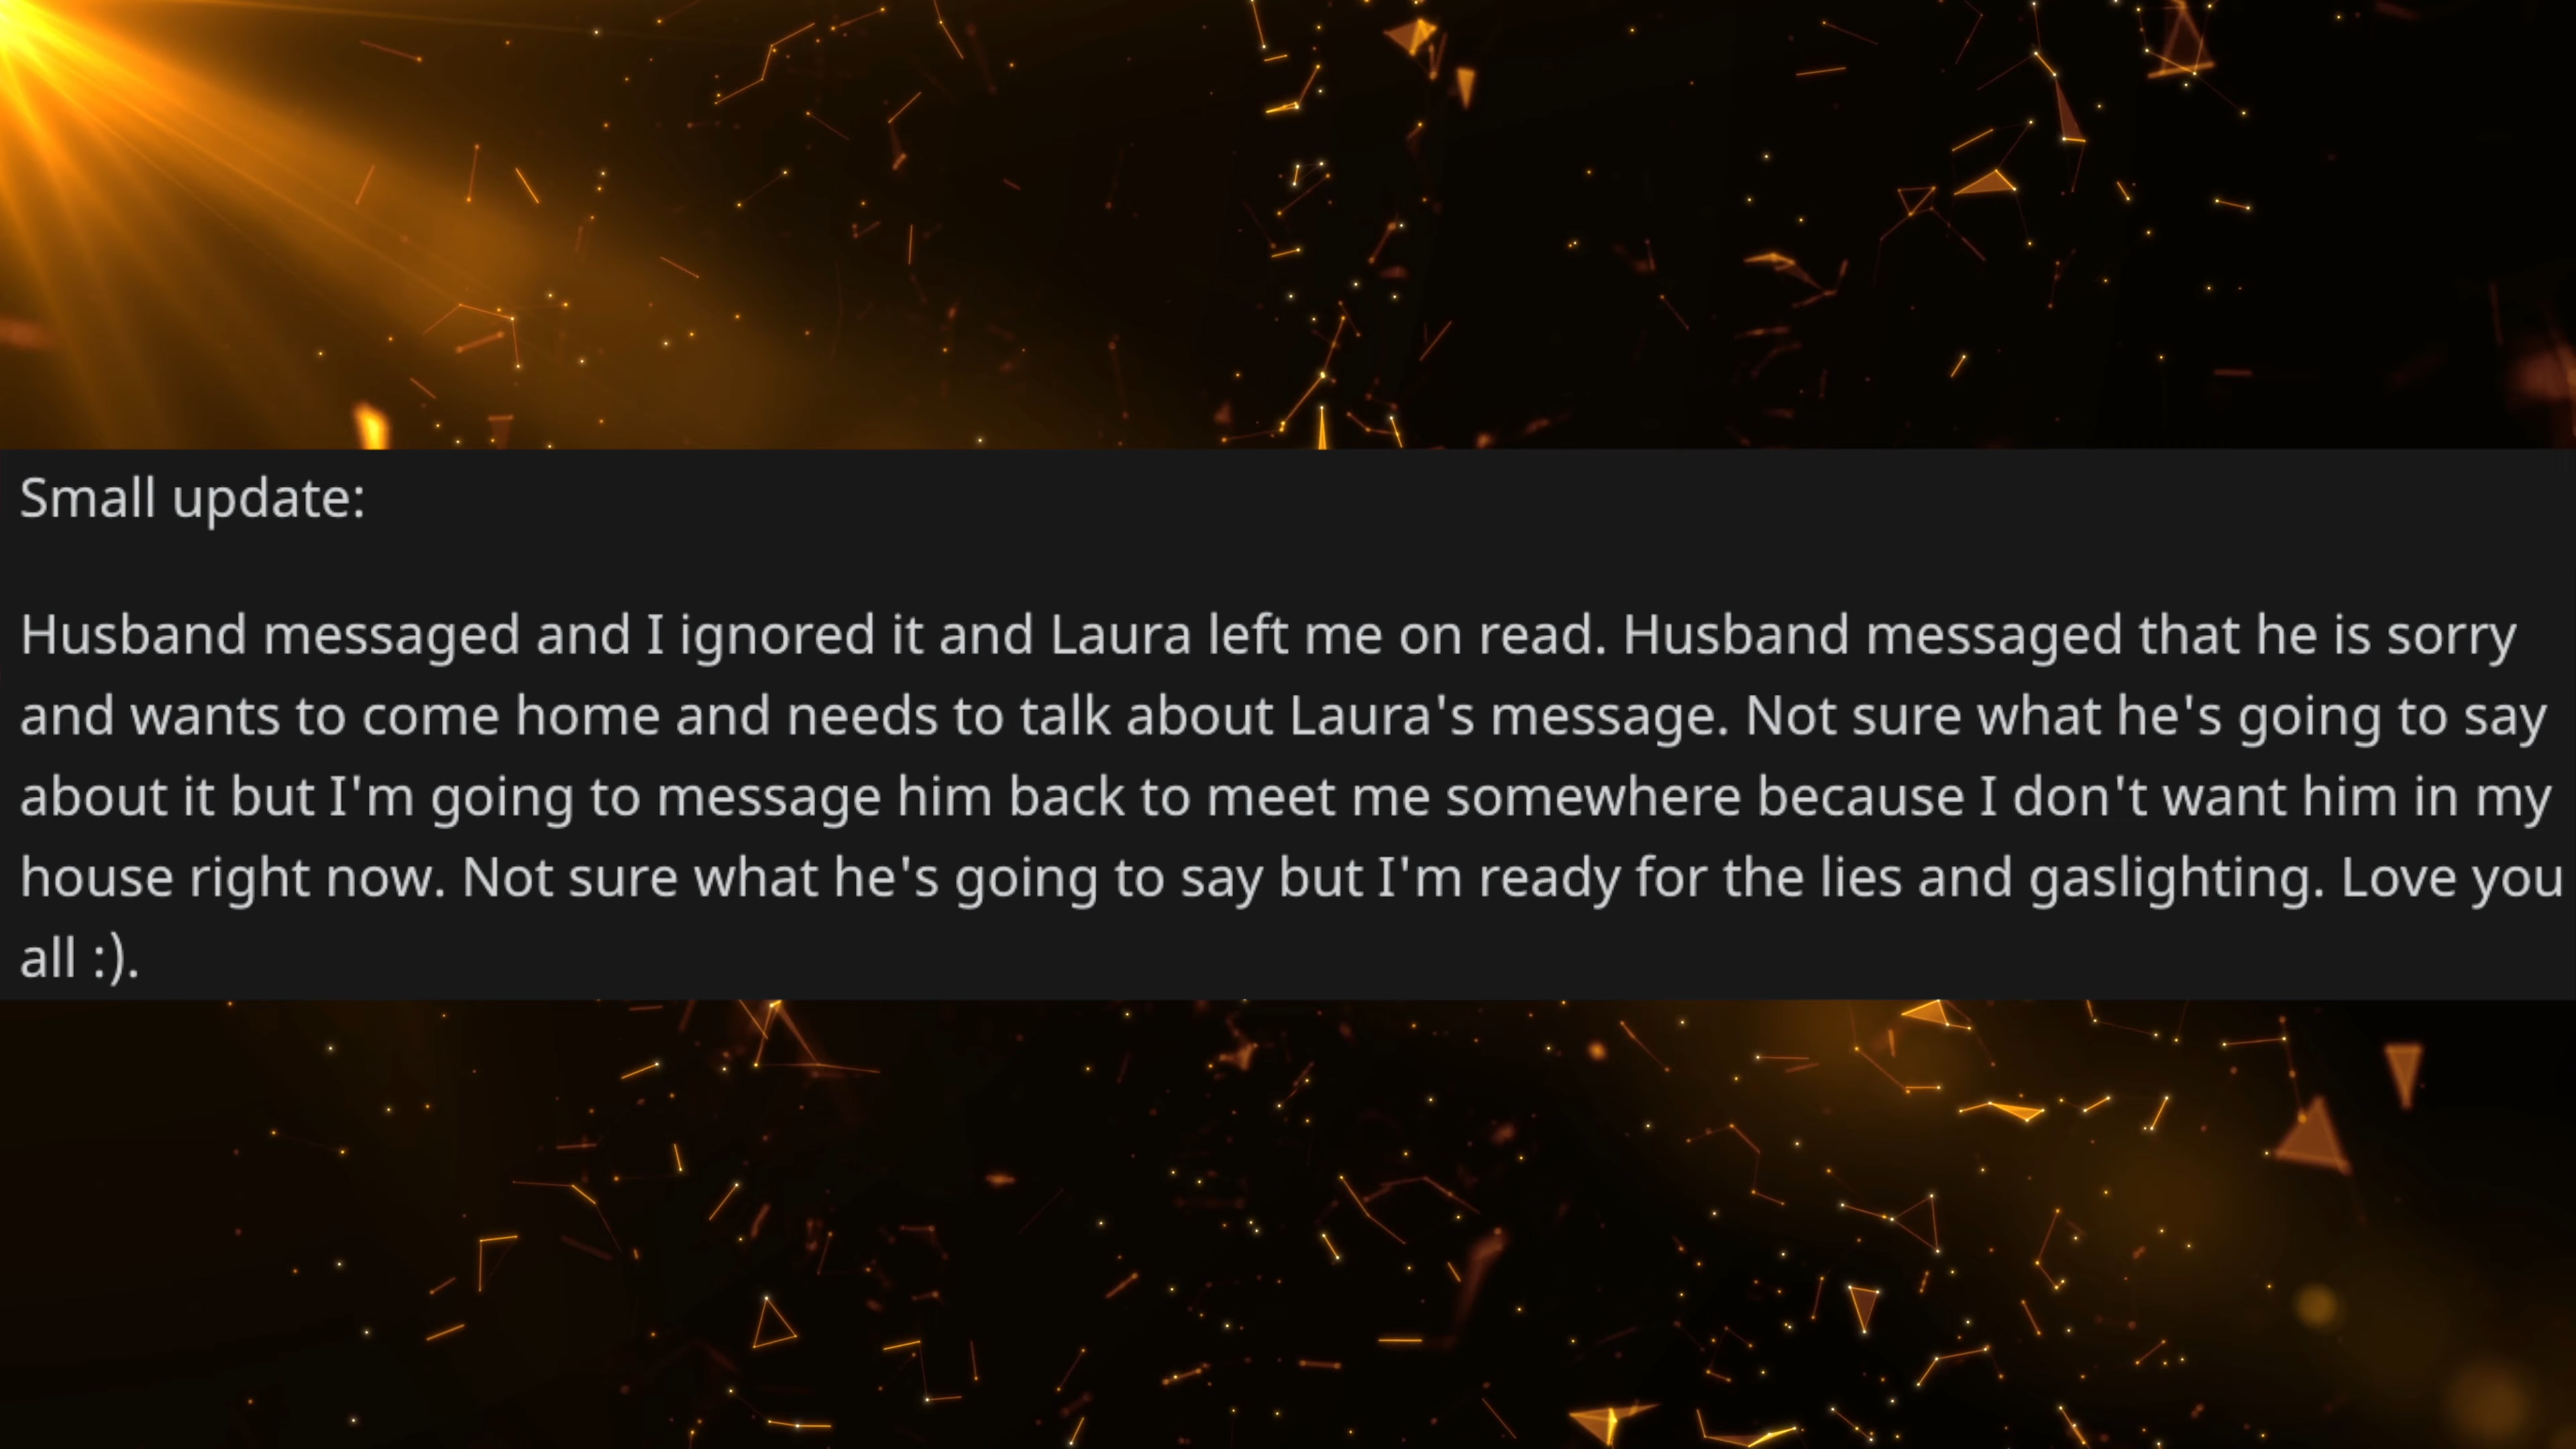 Small update:
Husband messaged and I ignored it and Laura left me on read. Husband messaged that he is sorry
and wants to come home and needs to talk about Laura's message. Not sure what he's going to say
about it but I'm going to message him back to meet me somewhere because I don't want him in my
house right now. Not sure what he's going to say but I'm ready for the lies and gaslighting. Love you
all :).